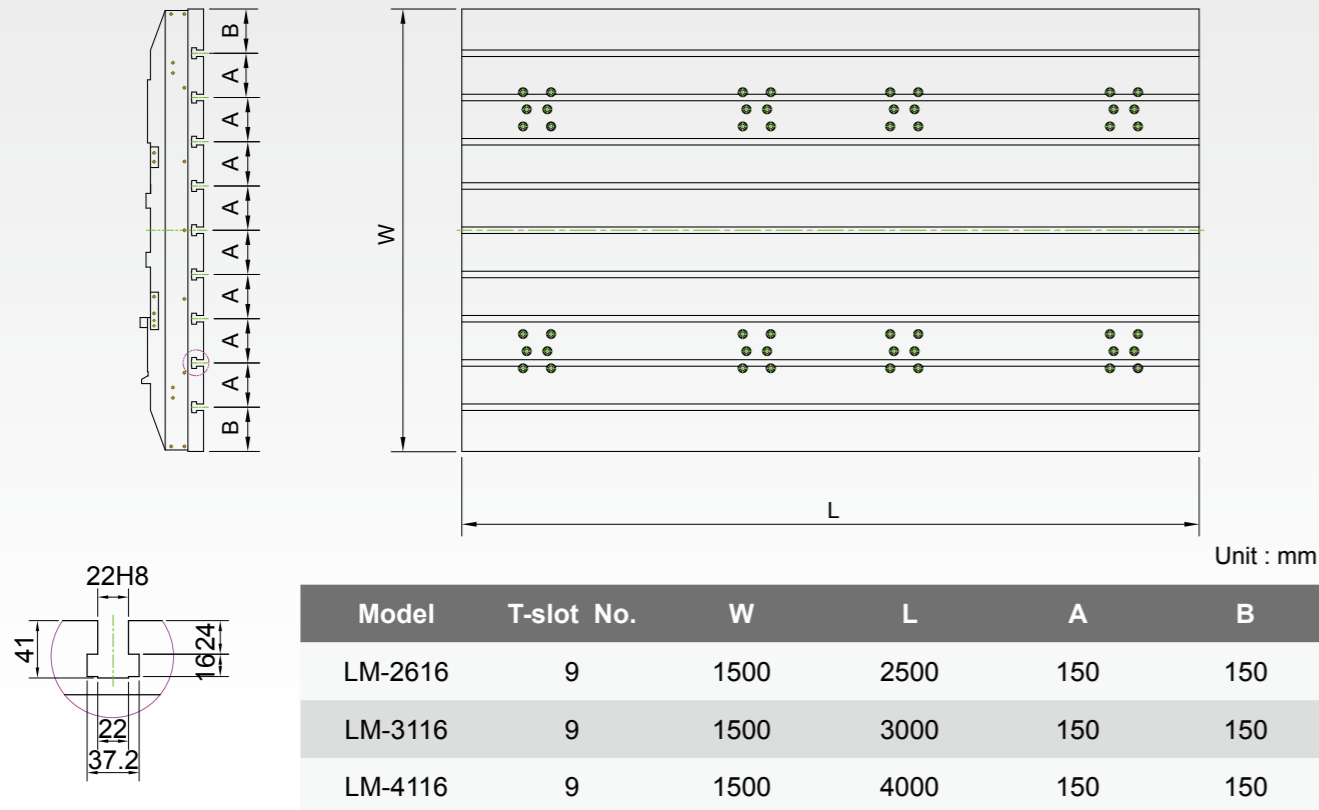 B
A
A
A
A
A
A
A
A
B
W
L
Unit : mm
22H8
41
24
16
22
37.2
Model T-slot No. W L A B
LM-2616 9 1500 2500 150 150
LM-3116 9 1500 3000 150 150
LM-4116 9 1500 4000 150 150